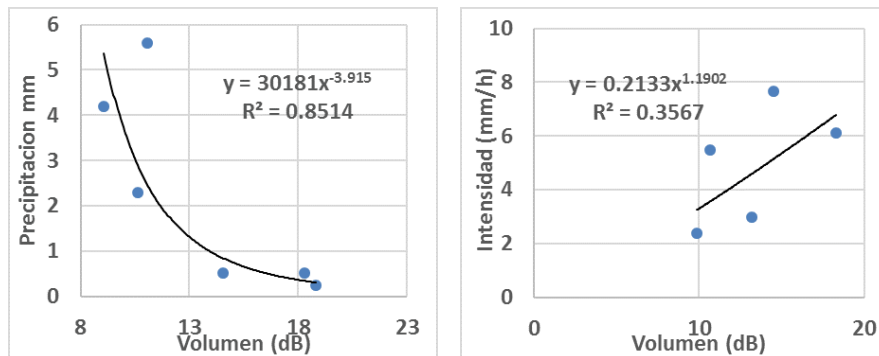 6
5
4
3
2
1
0
Precipitacion mm
y = 30181x^-3.915
R² = 0.8514
8 13 18 23
Volumen (dB)
10
8
6
4
2
0
Intensidad (mm/h)
y = 0.2133x^1.1902
R² = 0.3567
0 10 20
Volumen (dB)